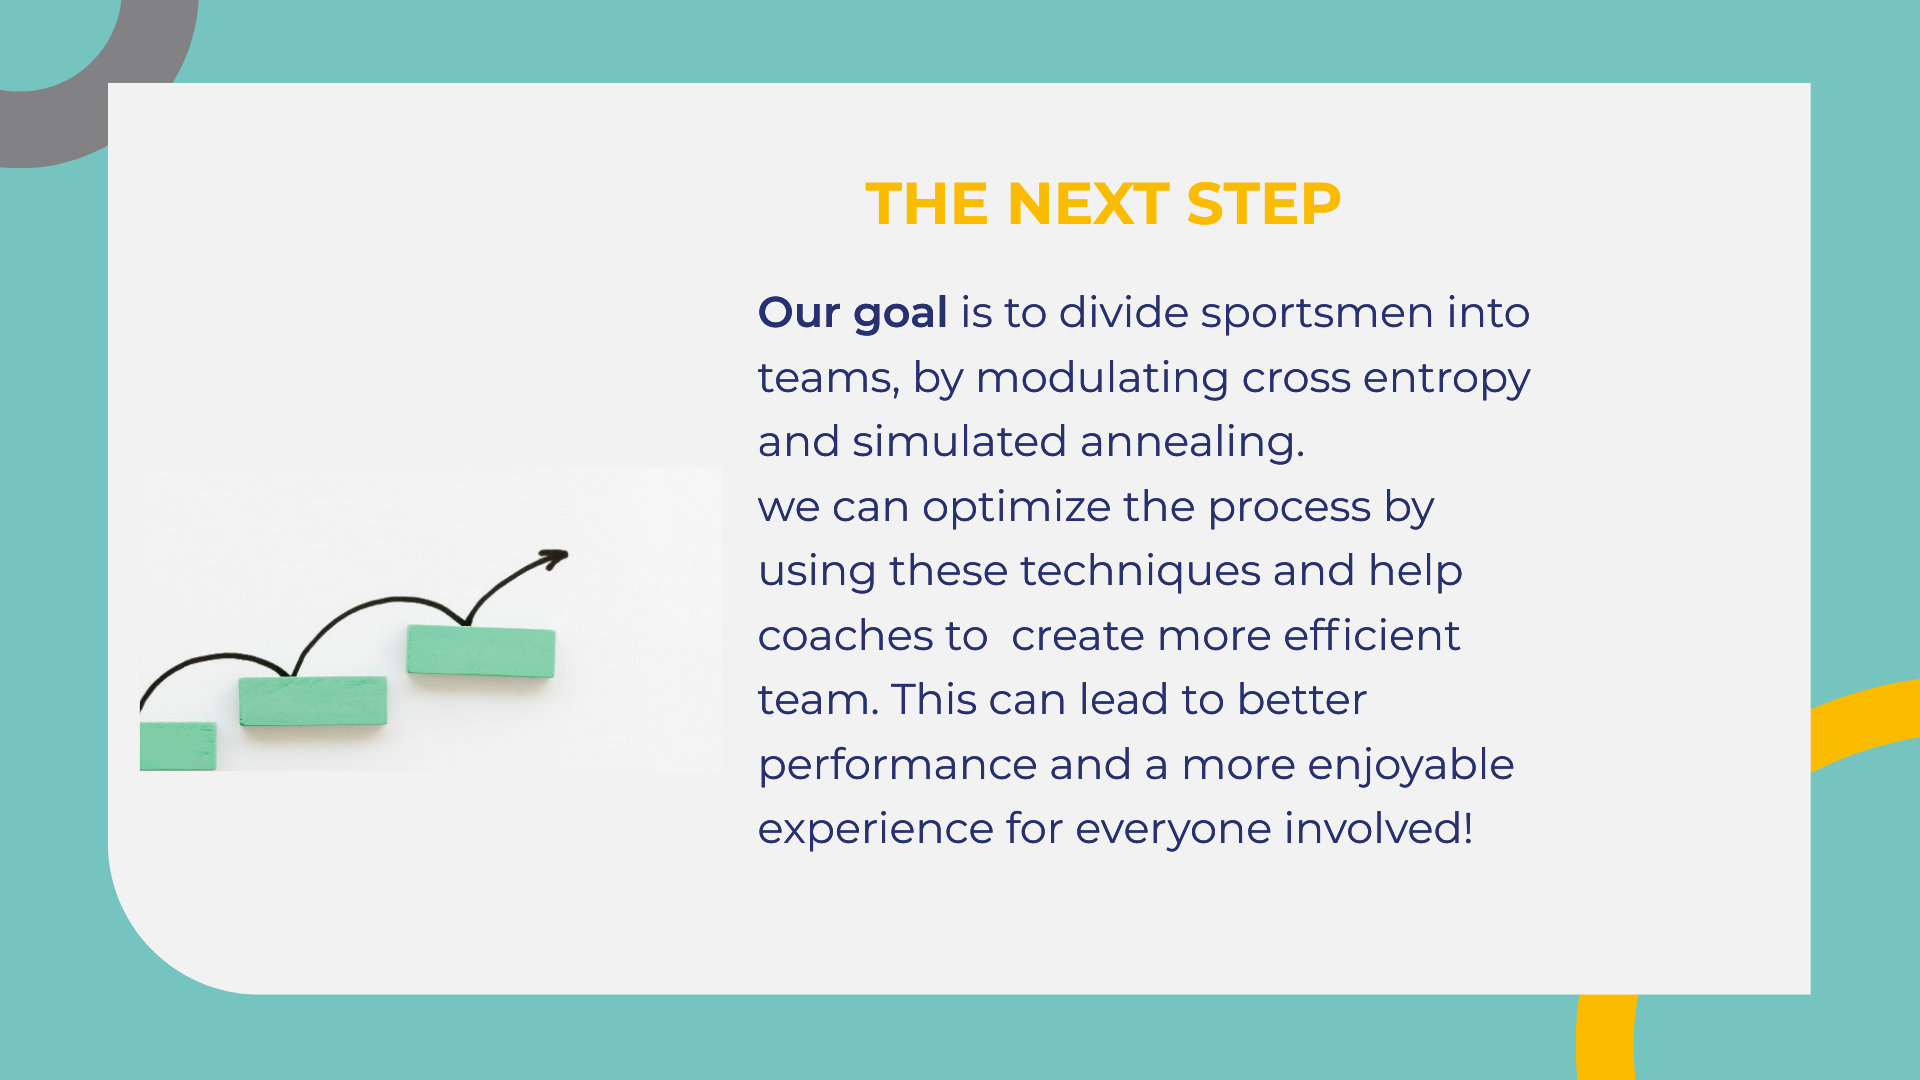 THE NEXT STEP
Our goal is to divide sportsmen into
teams, by modulating cross entropy
and simulated annealing.
we can optimize the process by
using these techniques and help
coaches to  create more efficient
team. This can lead to better
performance and a more enjoyable
experience for everyone involved!